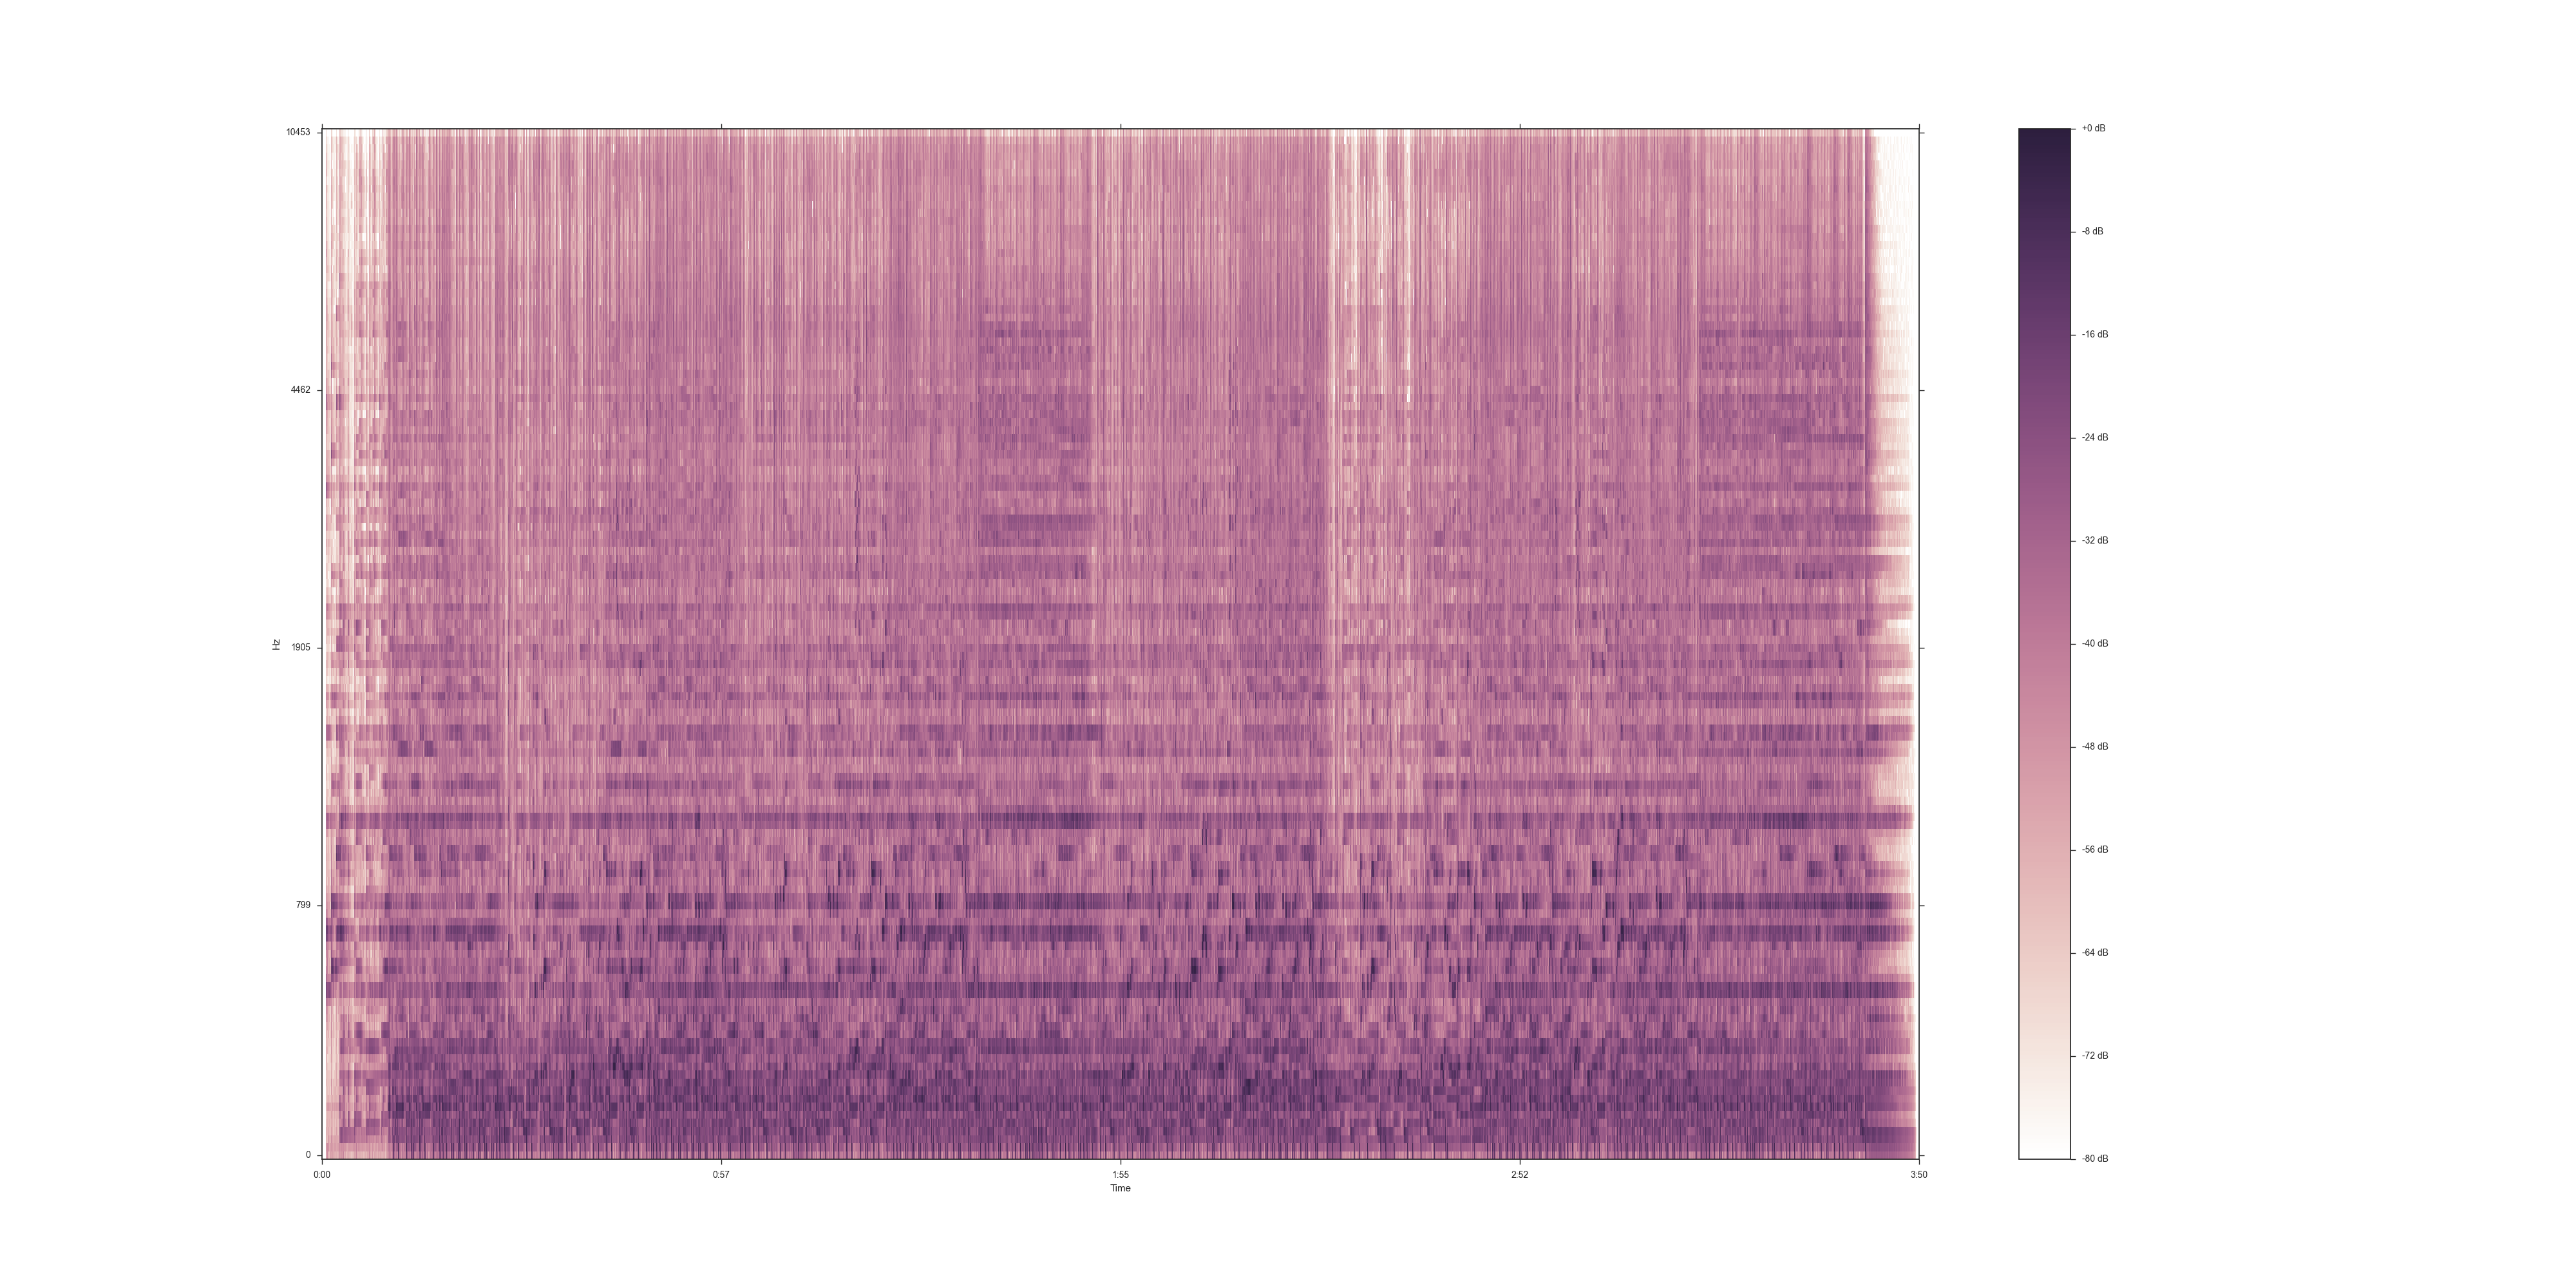 10453
4462
1905
799
0
Hz
0:00
0:57
1:55
2:52
3:50
Time
+0 dB
-8 dB
-16 dB
-24 dB
-32 dB
-40 dB
-48 dB
-56 dB
-64 dB
-72 dB
-80 dB